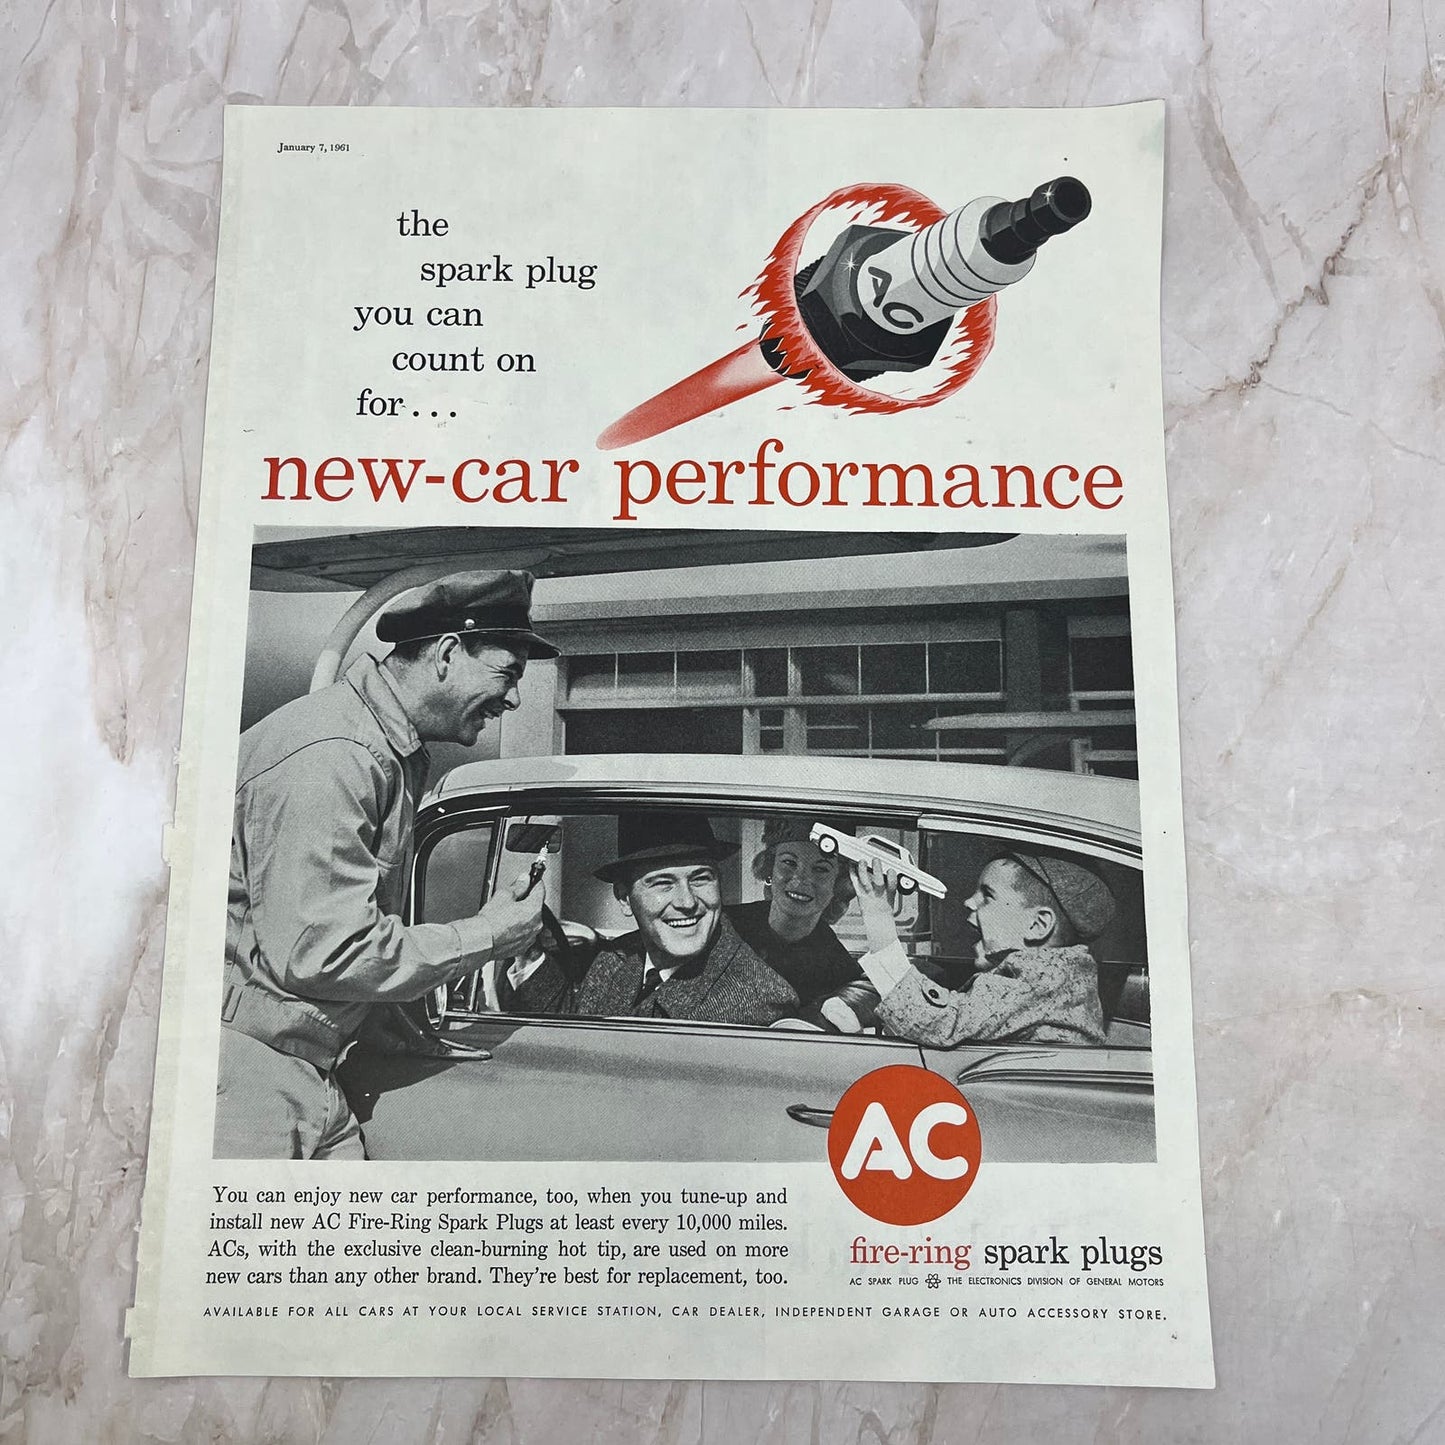 January 7, 1961
the
spark plug
you can
count on
for...
AC
new-car performance
AC
You can enjoy new car performance, too, when you tune-up and
install new AC Fire-Ring Spark Plugs at least every 10,000 miles.
ACs, with the exclusive clean-burning hot tip, are used on more
new cars than any other brand. They're best for replacement, too.
fire-ring spark plugs
AC SPARK PLUG THE ELECTRONICS DIVISION OF GENERAL MOTORS
AVAILABLE FOR ALL CARS AT YOUR LOCAL SERVICE STATION, CAR DEALER, INDEPENDENT GARAGE OR AUTO ACCESSORY STORE.